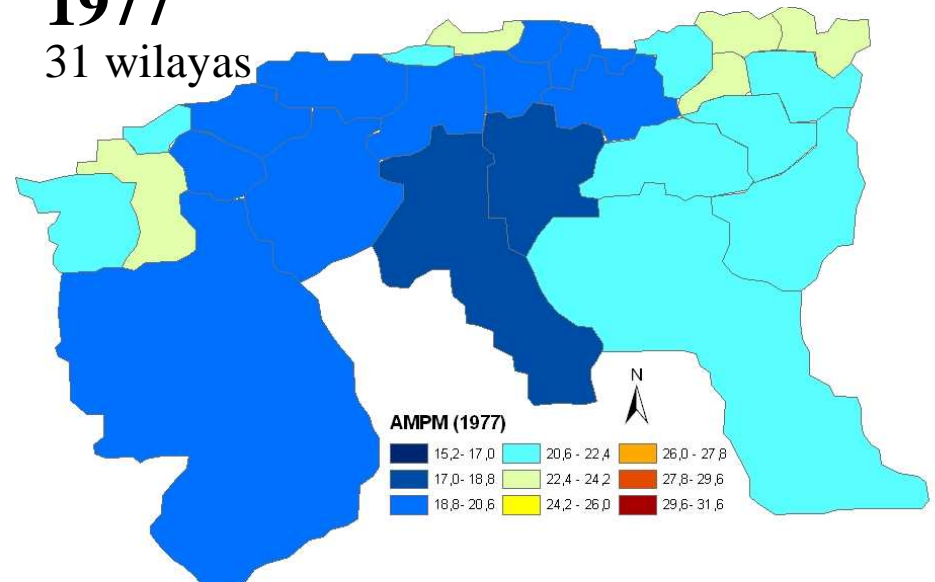 1977
31 wilayas
N
AMPM (1977)
15,2- 17,0 20,6 - 22,4 26,0 - 27,8
17,0- 18,8 22,4 - 24,2 27,8- 29,6
18,8- 20,6 24,2 - 26,0 29,6- 31,6